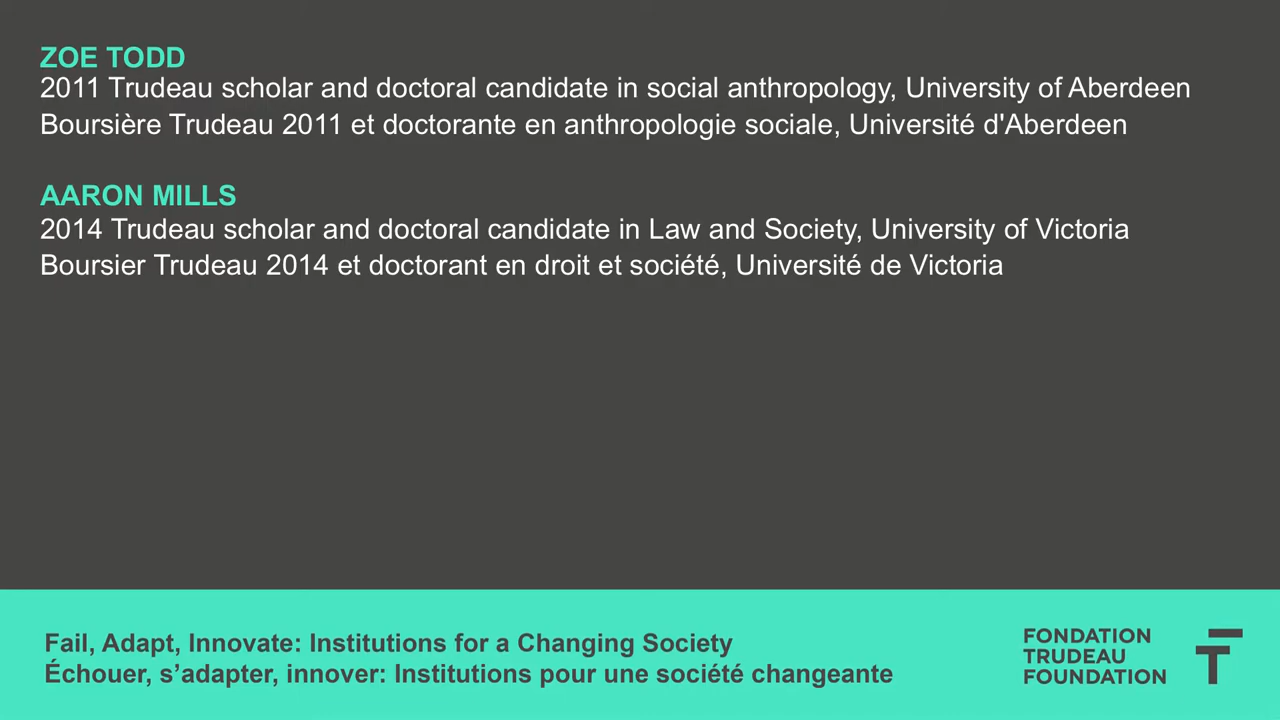 ZOE TODD
2011 Trudeau scholar and doctoral candidate in social anthropology, University of Aberdeen
Boursière Trudeau 2011 et doctorante en anthropologie sociale, Université d'Aberdeen
AARON MILLS
2014 Trudeau scholar and doctoral candidate in Law and Society, University of Victoria
Boursier Trudeau 2014 et doctorant en droit et société, Université de Victoria
Fail, Adapt, Innovate: Institutions for a Changing Society
Échouer, s’adapter, innover: Institutions pour une société changeante
FONDATION
TRUDEAU
FOUNDATION